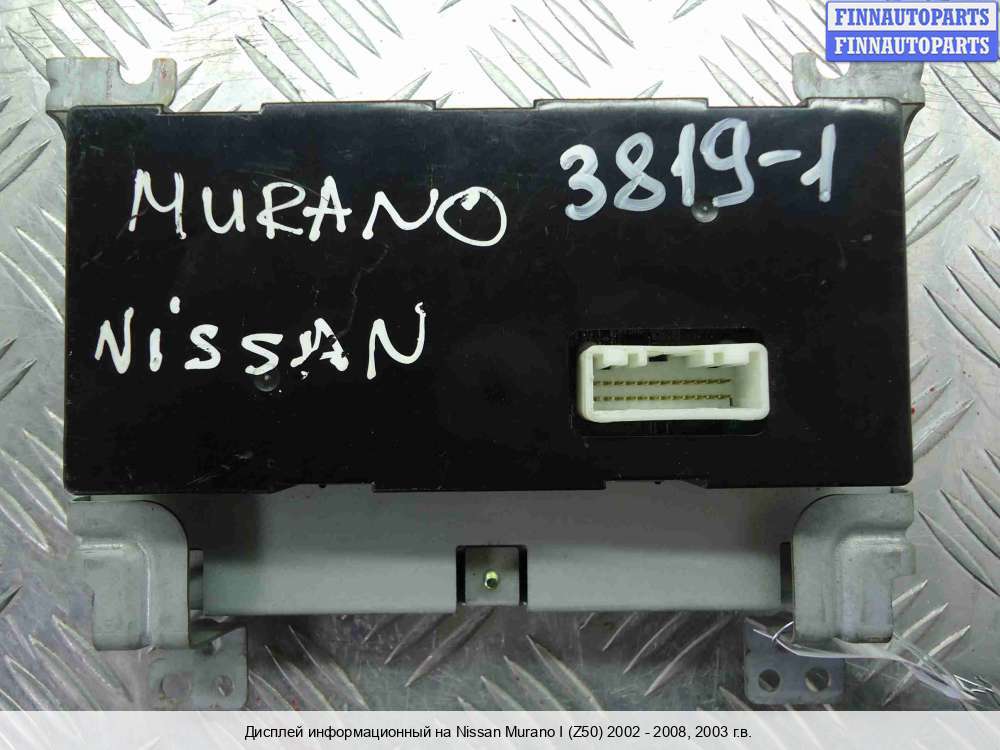 FINNAUTOPARTS
FINNAUTOPARTS
MURANO 3819-1
NISSAN
Дисплей информационный на Nissan Murano I (Z50) 2002 - 2008, 2003 г.в.